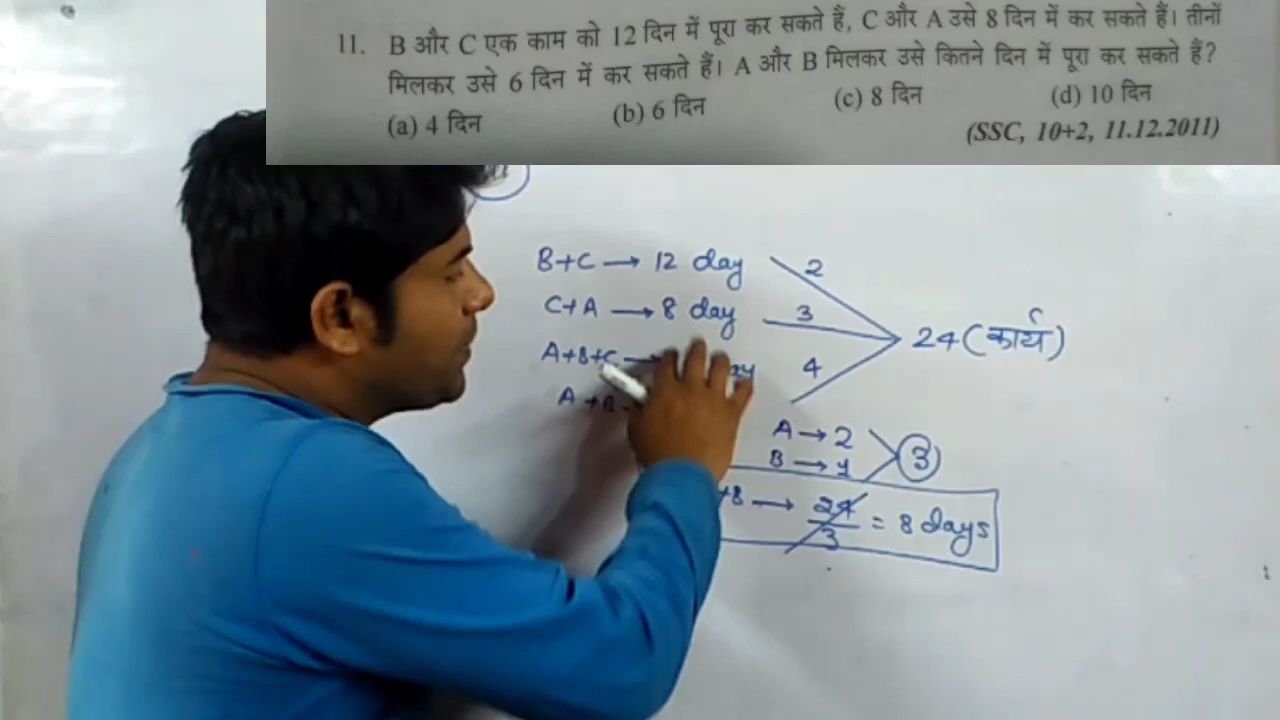 11. B और C एक काम को 12 दिन में पूरा कर सकते हैं, C और A उसे 8 दिन में कर सकते हैं। तीनों
मिलकर उसे 6 दिन में कर सकते हैं। A और B मिलकर उसे कितने दिन में पूरा कर सकते हैं?
(a) 4 दिन (b) 6 दिन (c) 8 दिन (d) 10 दिन
(SSC, 10+2, 11.12.2011)
B+C → 12 day 2
C+A → 8 day 3 24 (कार्य)
A+B+C → 4
A +
A → 2
B → 1 3
+B → 24/3 = 8 days